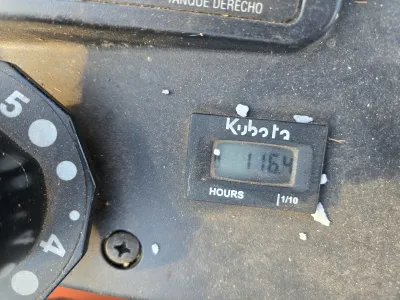 TANQUE DERECHO
5
4
Kubota
116.4
HOURS 1/10